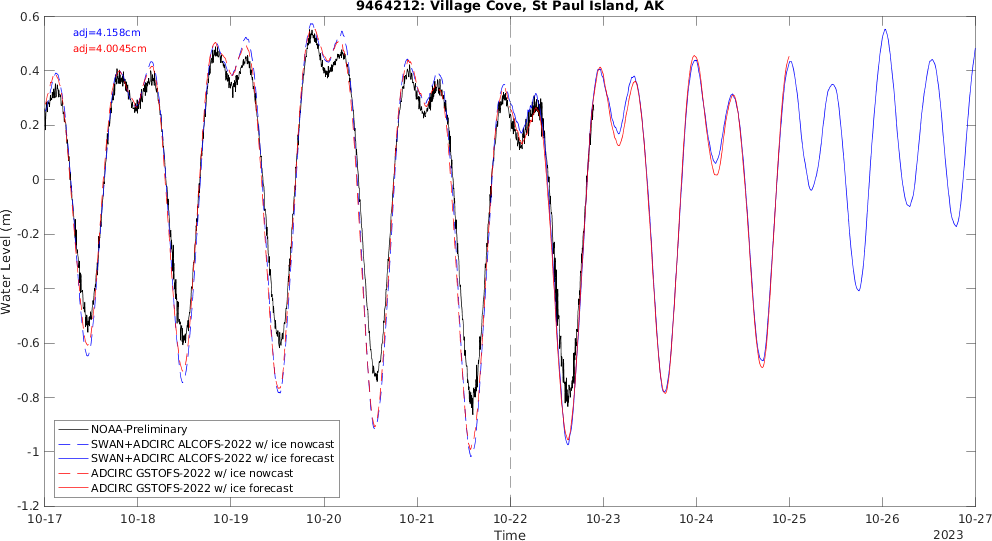 9464212: Village Cove, St Paul Island, AK
adj=4.158cm
adj=4.0045cm
0.6
0.4
0.2
0
-0.2
-0.4
-0.6
-0.8
-1
-1.2
Water Level (m)
NOAA-Preliminary
SWAN+ADCIRC ALCOFS-2022 w/ ice nowcast
SWAN+ADCIRC ALCOFS-2022 w/ ice forecast
ADCIRC GSTOFS-2022 w/ ice nowcast
ADCIRC GSTOFS-2022 w/ ice forecast
10-17 10-18 10-19 10-20 10-21 10-22 10-23 10-24 10-25 10-26 10-27
Time
2023